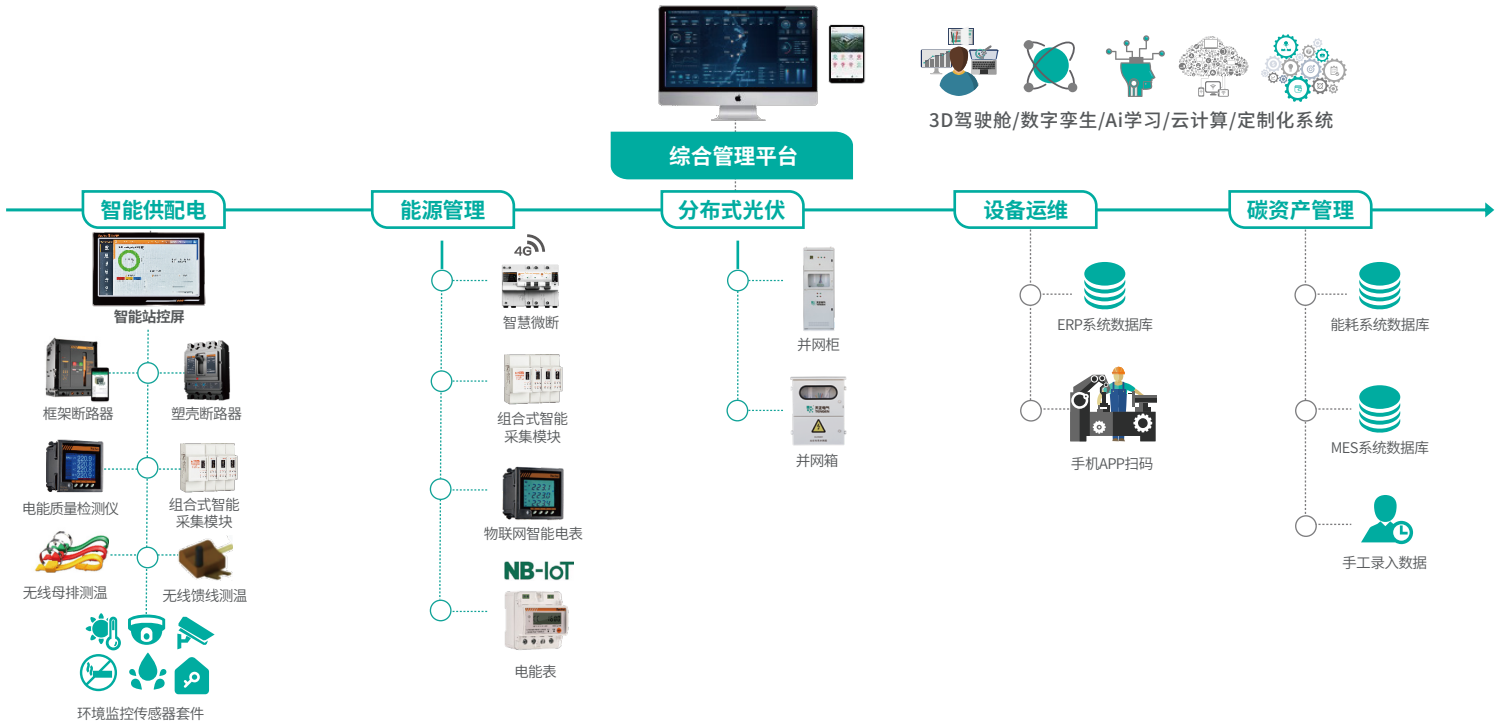 3D驾驶舱/数字孪生/Ai学习/云计算/定制化系统
综合管理平台
智能供配电
能源管理
分布式光伏
设备运维
碳资产管理
智能站控屏
框架断路器
塑壳断路器
电能质量检测仪
组合式智能
采集模块
无线母排测温
无线馈线测温
环境监控传感器套件
4G
智慧微断
组合式智能
采集模块
物联网智能电表
NB-IoT
电能表
并网柜
并网箱
ERP系统数据库
手机APP扫码
能耗系统数据库
MES系统数据库
手工录入数据